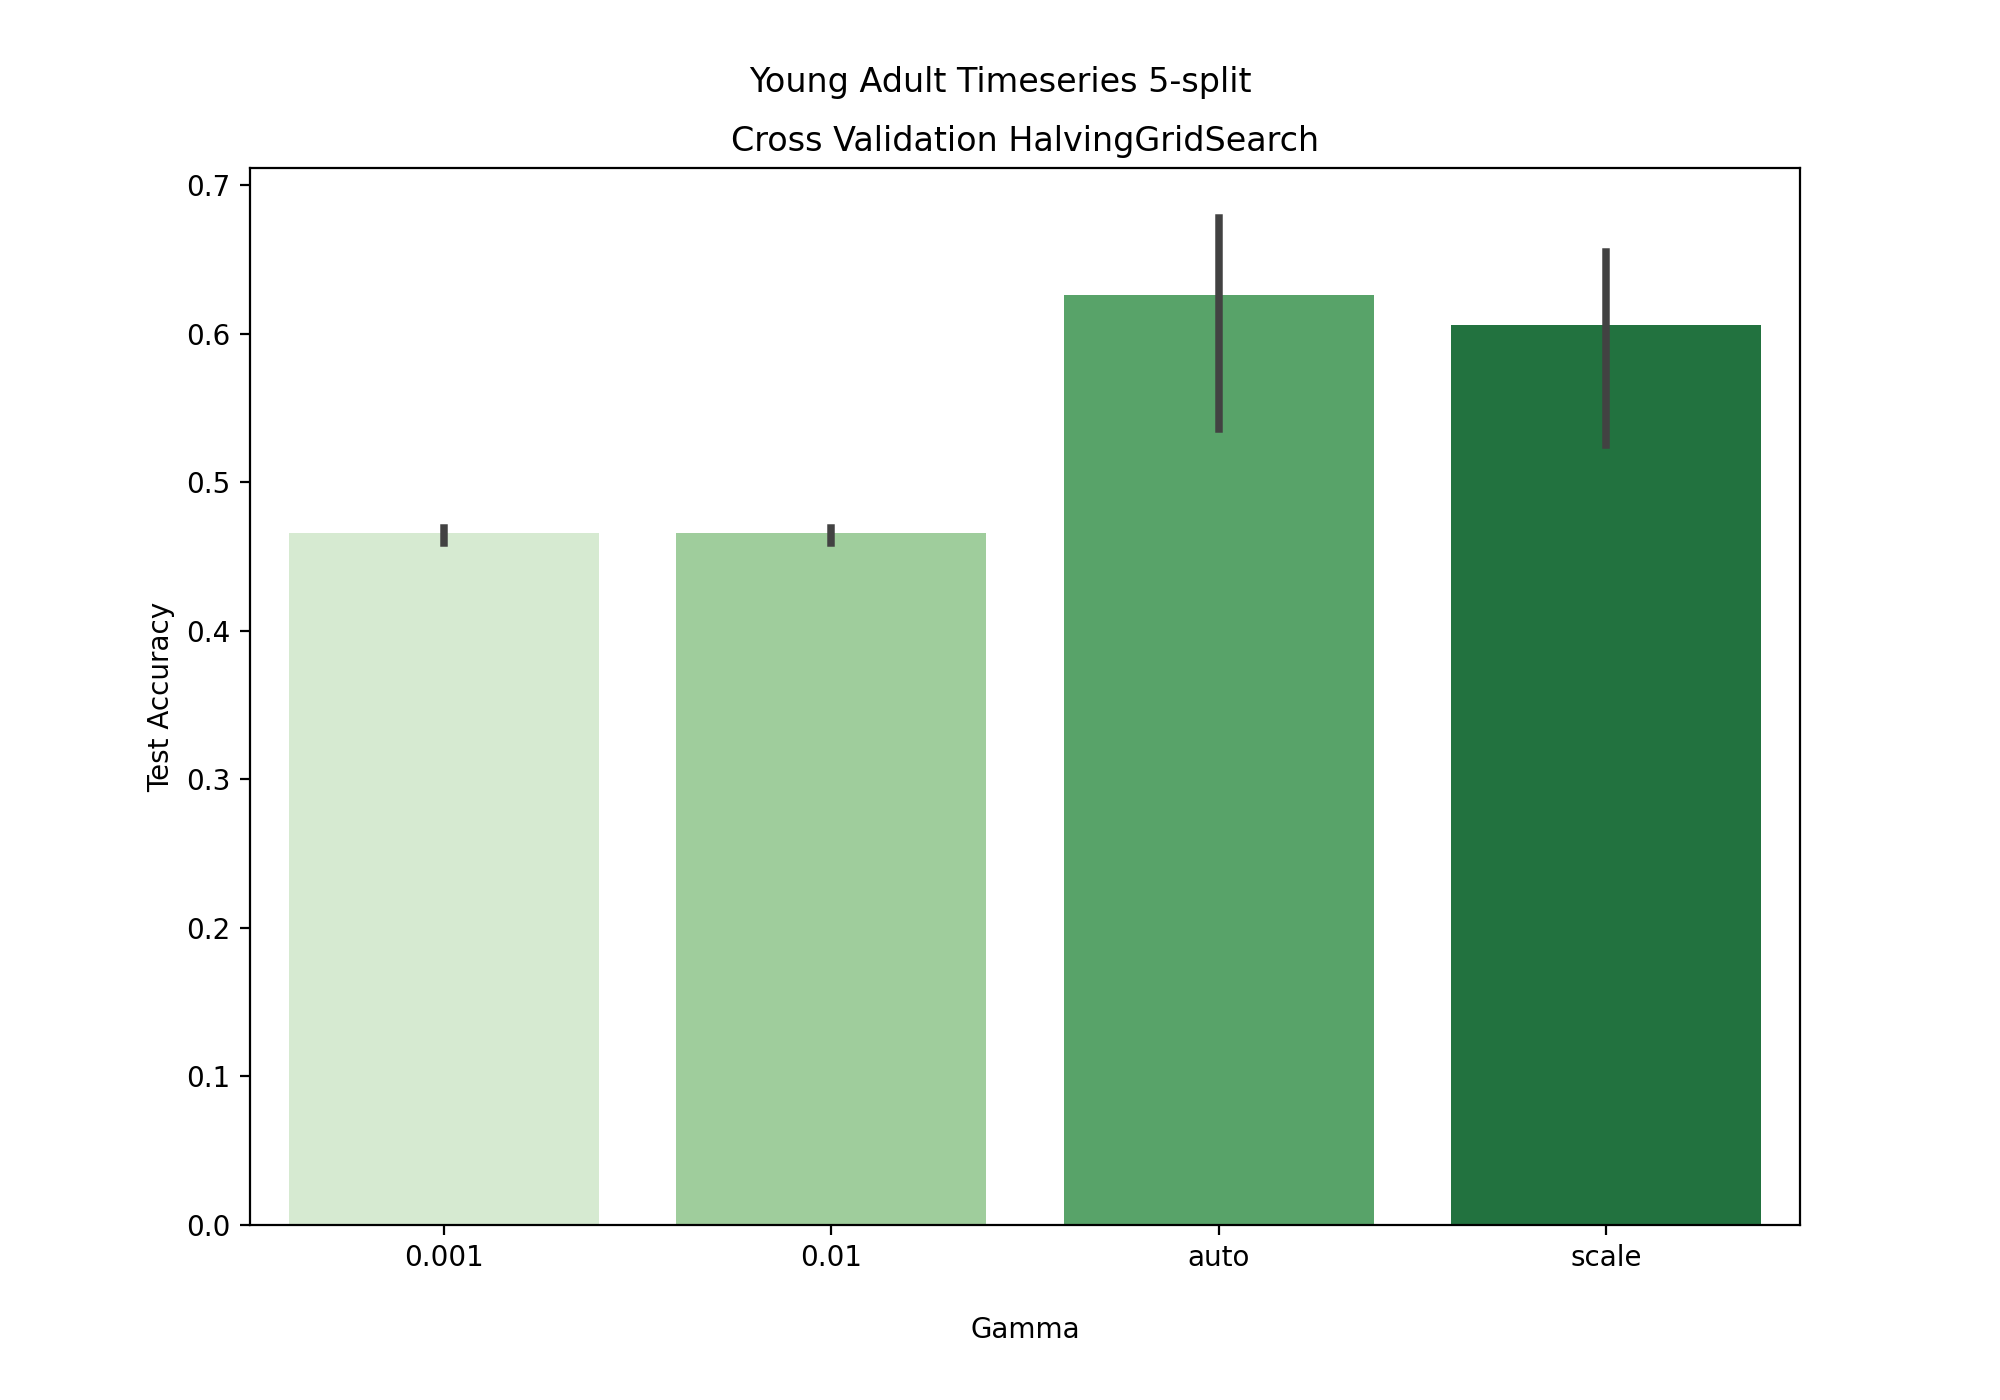 Young Adult Timeseries 5-split
Cross Validation HalvingGridSearch
0.7
0.6
0.5
0.4
0.3
0.2
0.1
0.0
Test Accuracy
0.001 0.01 auto scale
Gamma